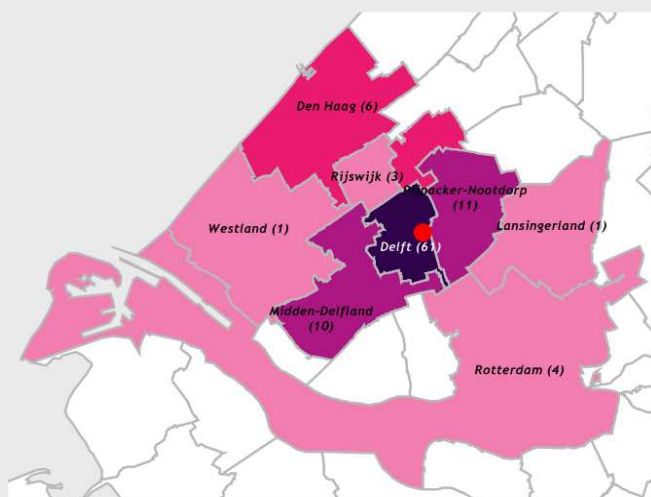 Den Haag (6)
Rijswijk (3)
Pijnacker-Nootdorp
(11)
Westland (1)
Lansingerland (1)
Delft (61)
Midden-Delfland
(10)
Rotterdam (4)